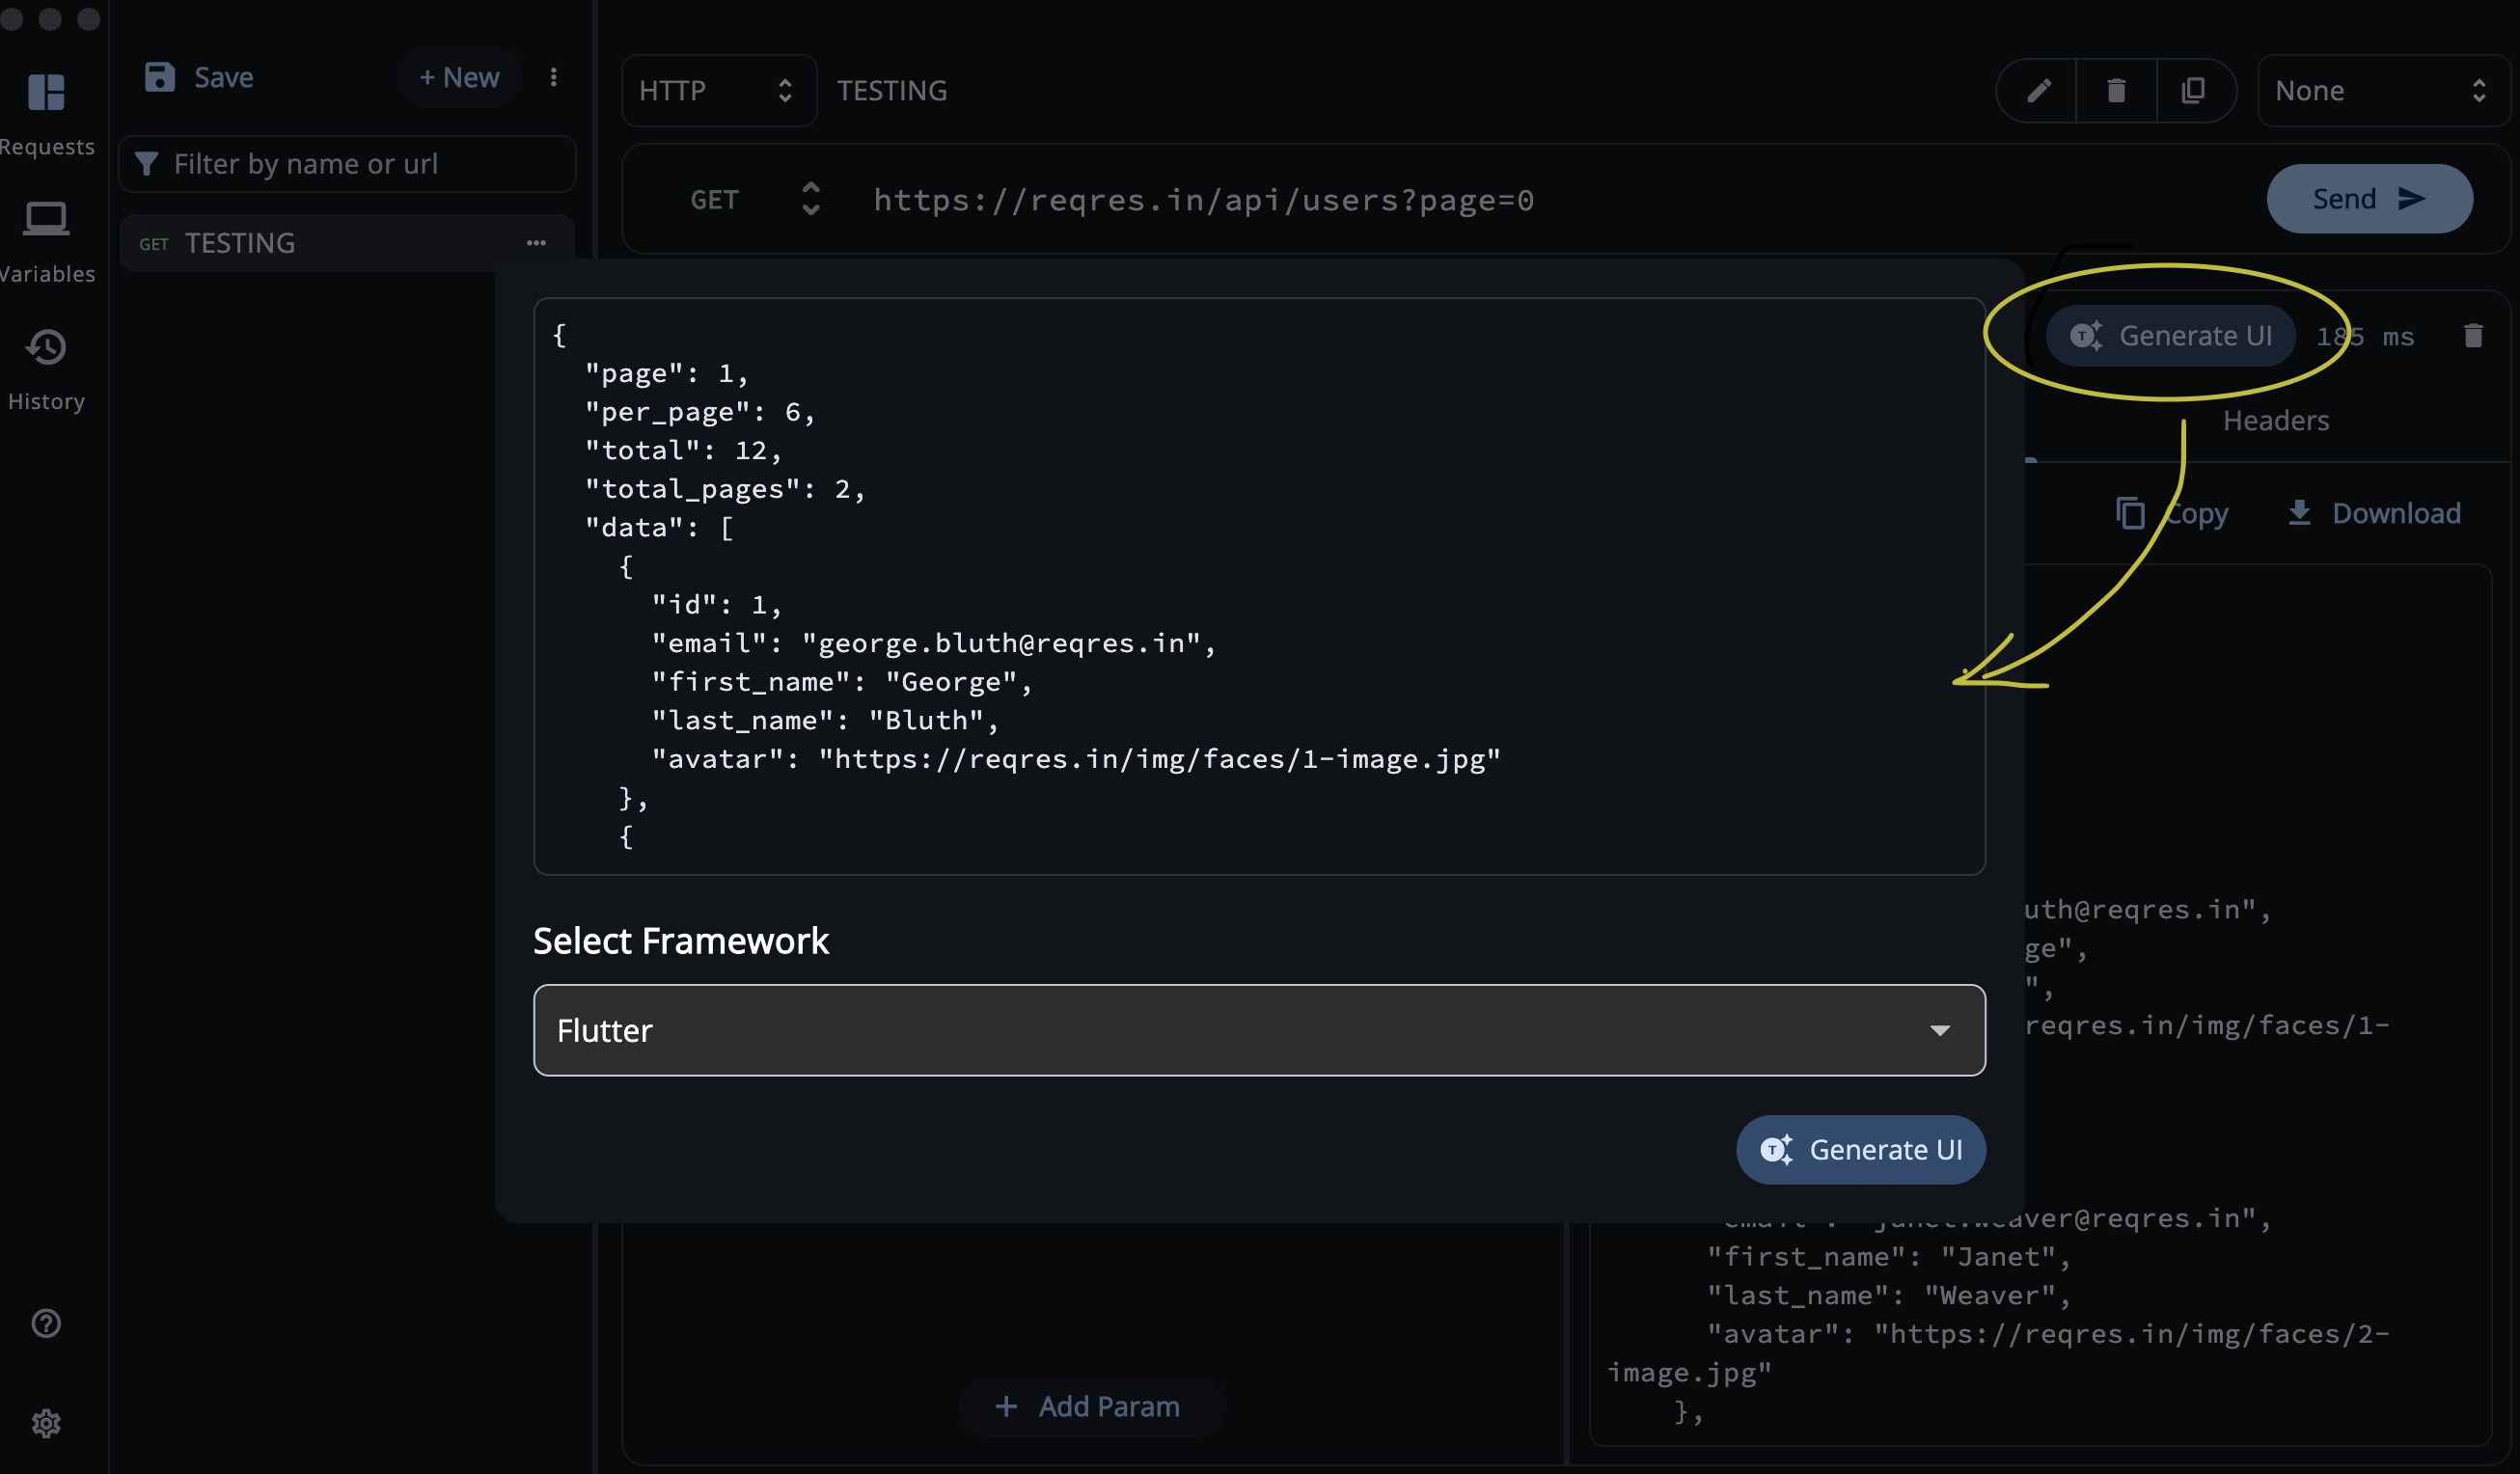 Requests
Variables
History
Save
+ New
Filter by name or url
GET TESTING
HTTP
TESTING
None
GET
https://reqres.in/api/users?page=0
Send
Generate UI
185 ms
Headers
Copy
Download
{
"page": 1,
"per_page": 6,
"total": 12,
"total_pages": 2,
"data": [
{
"id": 1,
"email": "george.bluth@reqres.in",
"first_name": "George",
"last_name": "Bluth",
"avatar": "https://reqres.in/img/faces/1-image.jpg"
},
{
Select Framework
Flutter
Generate UI
uth@reqres.in",
ge",
",
reqres.in/img/faces/1-
"email": "janet.weaver@reqres.in",
"first_name": "Janet",
"last_name": "Weaver",
"avatar": "https://reqres.in/img/faces/2-
image.jpg"
},
+ Add Param